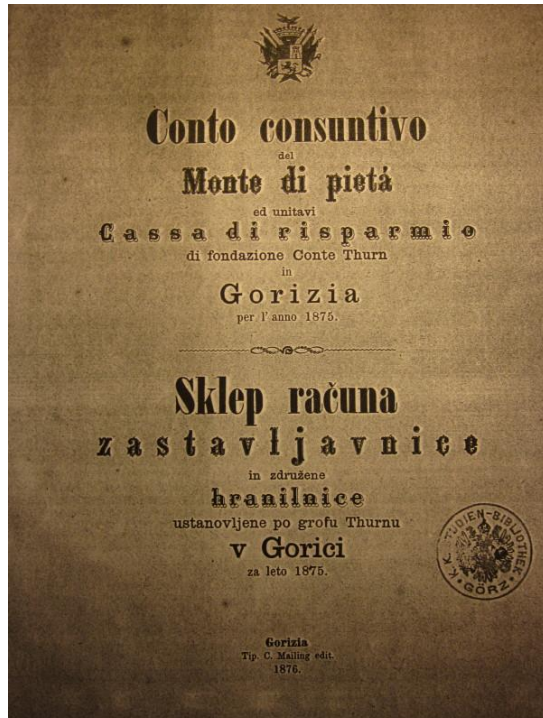 Conto consuntivo
del
Monte di pietá
ed unitavi
Cassa di risparmio
di fondazione Conte Thurn
in
Gorizia
per l'anno 1875.
Sklep računa
zastavljavnice
in združene
hranilnice
ustanovljene po grofu Thurnu
v Gorici
za leto 1875.
K. K. STUDIEN-BIBLIOTHEK
GÖRZ
Gorizia
Tip. C. Mailing edit.
1876.